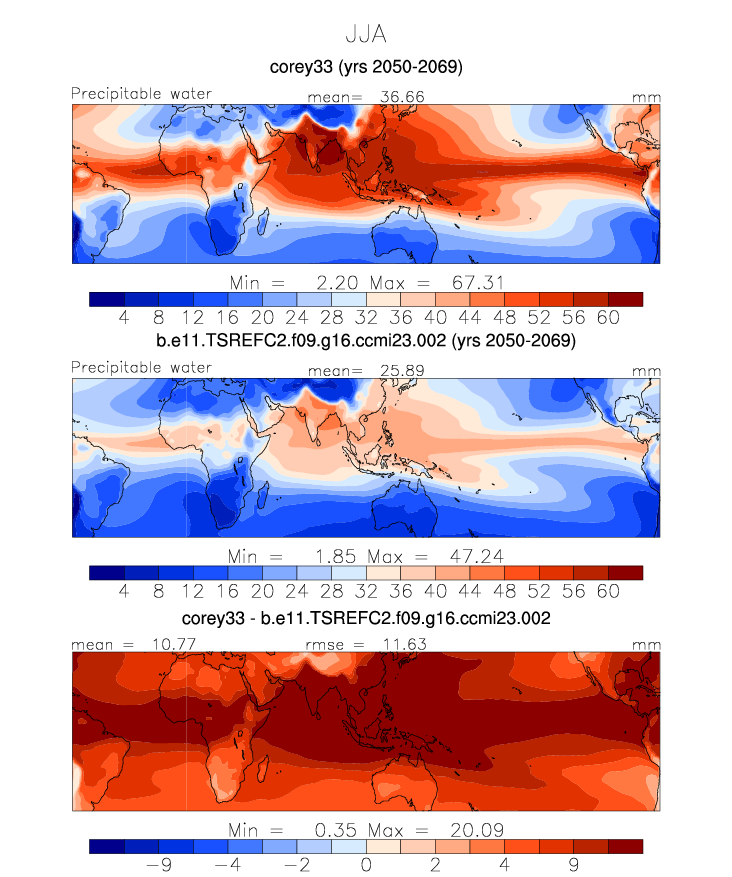 JJA
corey33 (yrs 2050-2069)
Precipitable water mean= 36.66 mm
Min = 2.20 Max = 67.31
4 8 12 16 20 24 28 32 36 40 44 48 52 56 60
b.e11.TSREFC2.f09.g16.ccmi23.002 (yrs 2050-2069)
Precipitable water mean= 25.89 mm
Min = 1.85 Max = 47.24
4 8 12 16 20 24 28 32 36 40 44 48 52 56 60
corey33 - b.e11.TSREFC2.f09.g16.ccmi23.002
mean = 10.77 rmse = 11.63 mm
Min = 0.35 Max = 20.09
-9 -4 -2 0 2 4 9